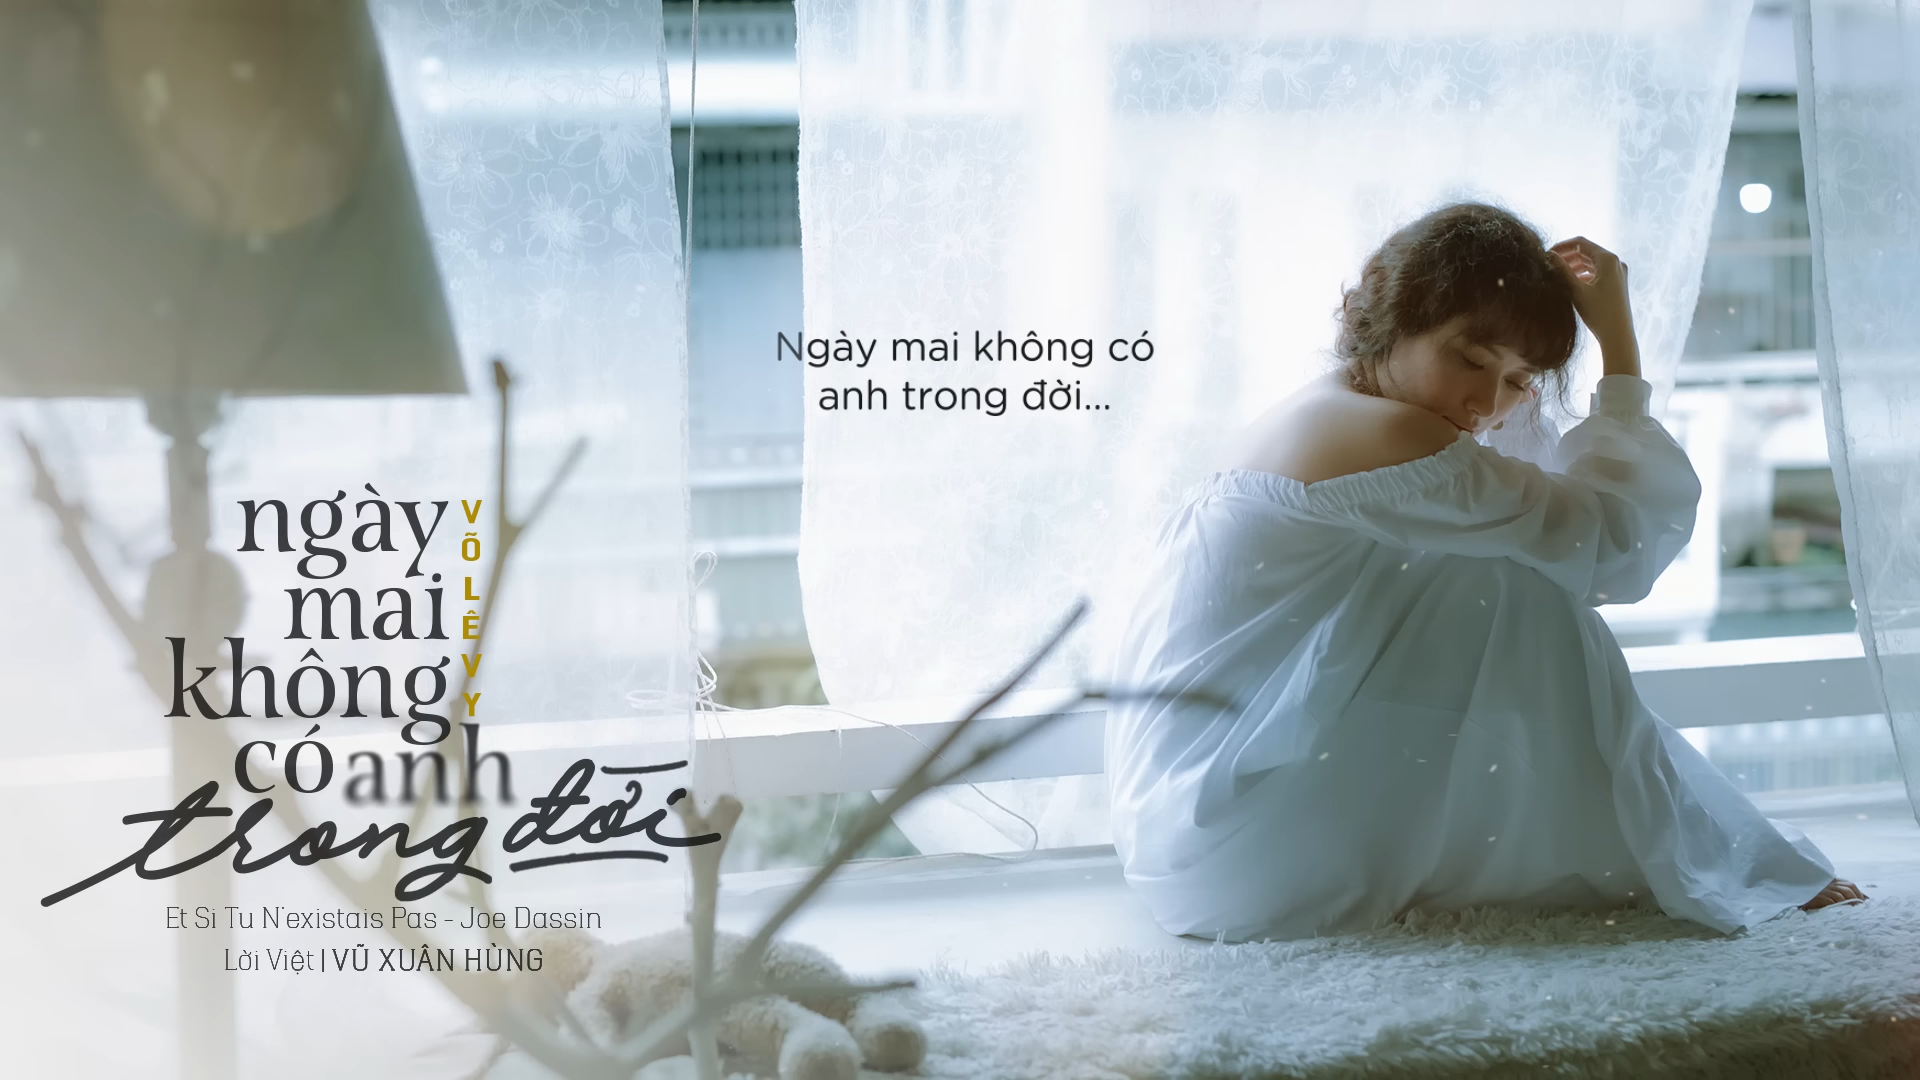 Ngày mai không có
anh trong đời...
ngày
mai
không
có anh
trong đời
VÕ LÊ VY
Et Si Tu N'existais Pas - Joe Dassin
Lời Việt | VŨ XUÂN HÙNG